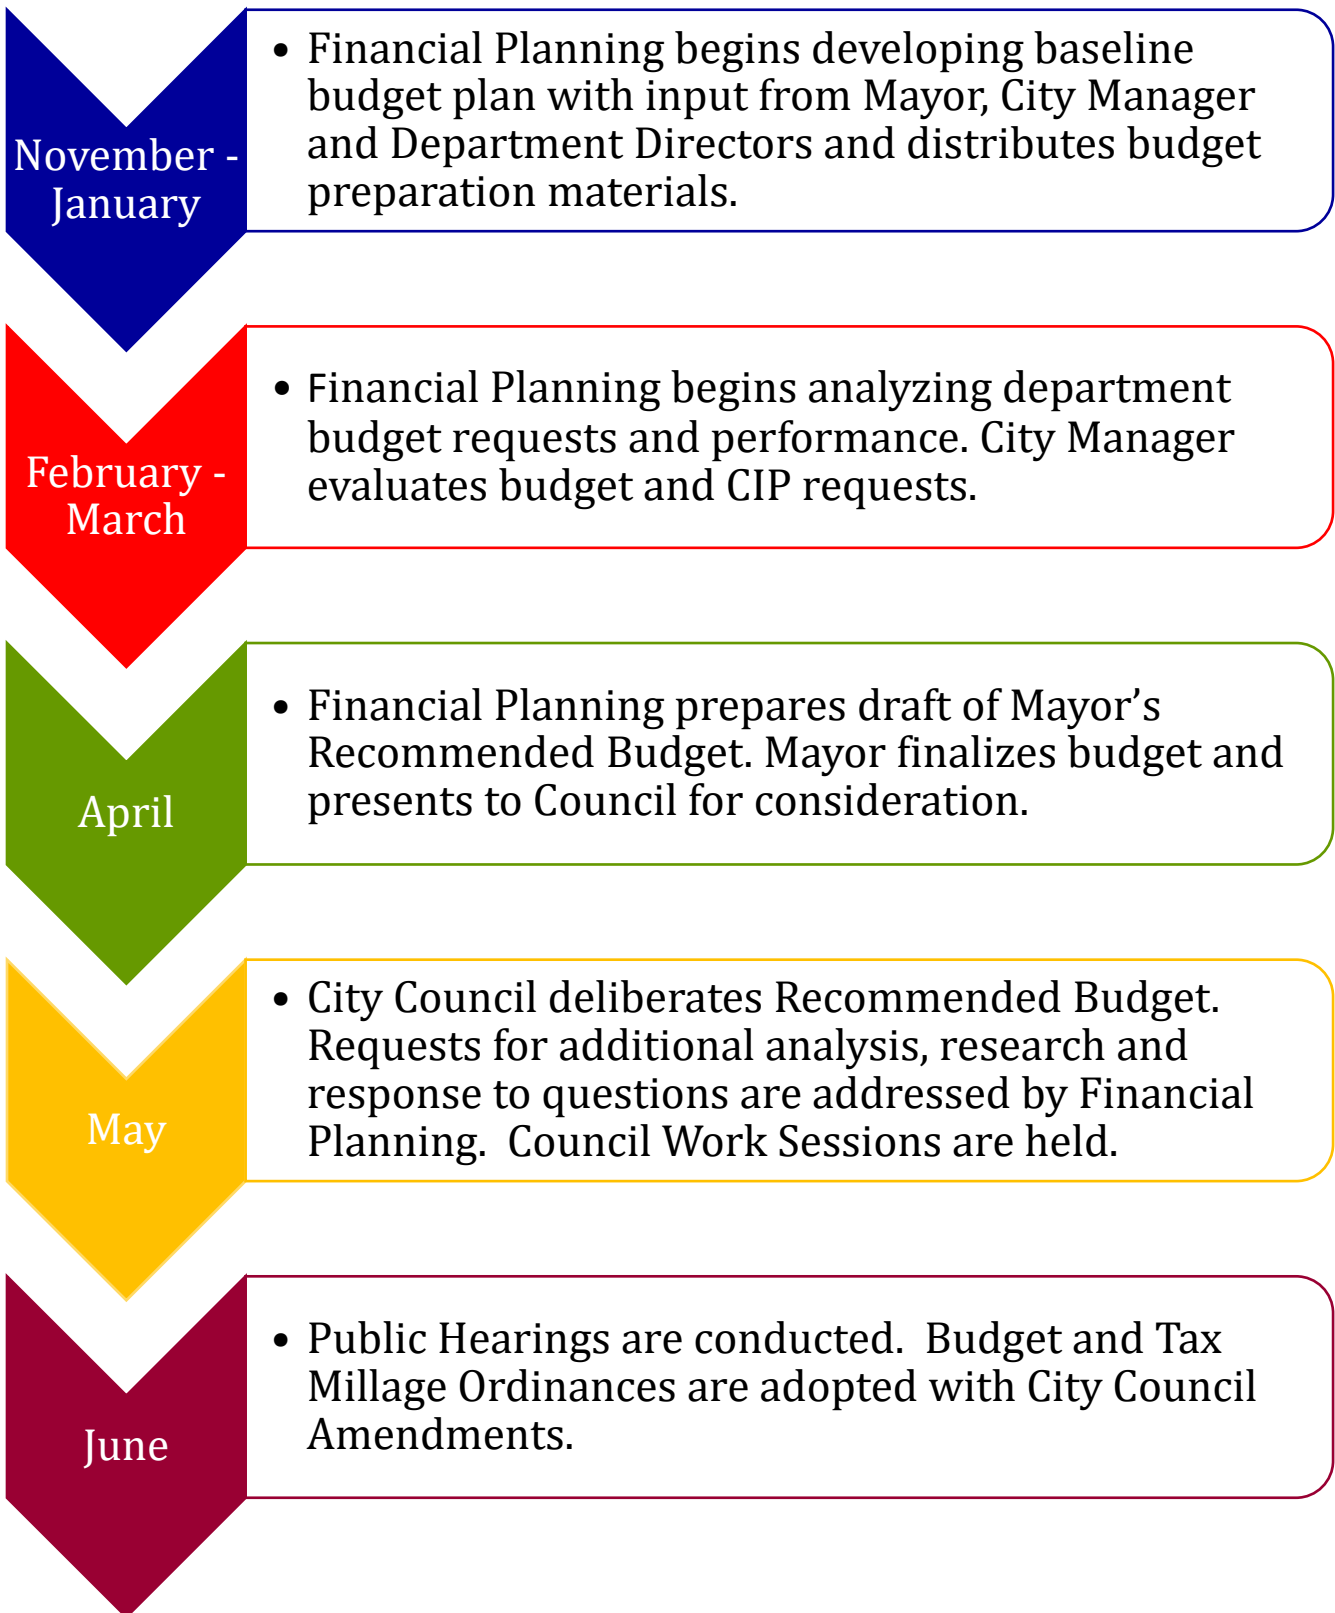 November -
January
• Financial Planning begins developing baseline
budget plan with input from Mayor, City Manager
and Department Directors and distributes budget
preparation materials.
February -
March
• Financial Planning begins analyzing department
budget requests and performance. City Manager
evaluates budget and CIP requests.
April
• Financial Planning prepares draft of Mayor’s
Recommended Budget. Mayor finalizes budget and
presents to Council for consideration.
May
• City Council deliberates Recommended Budget.
Requests for additional analysis, research and
response to questions are addressed by Financial
Planning.  Council Work Sessions are held.
June
• Public Hearings are conducted.  Budget and Tax
Millage Ordinances are adopted with City Council
Amendments.